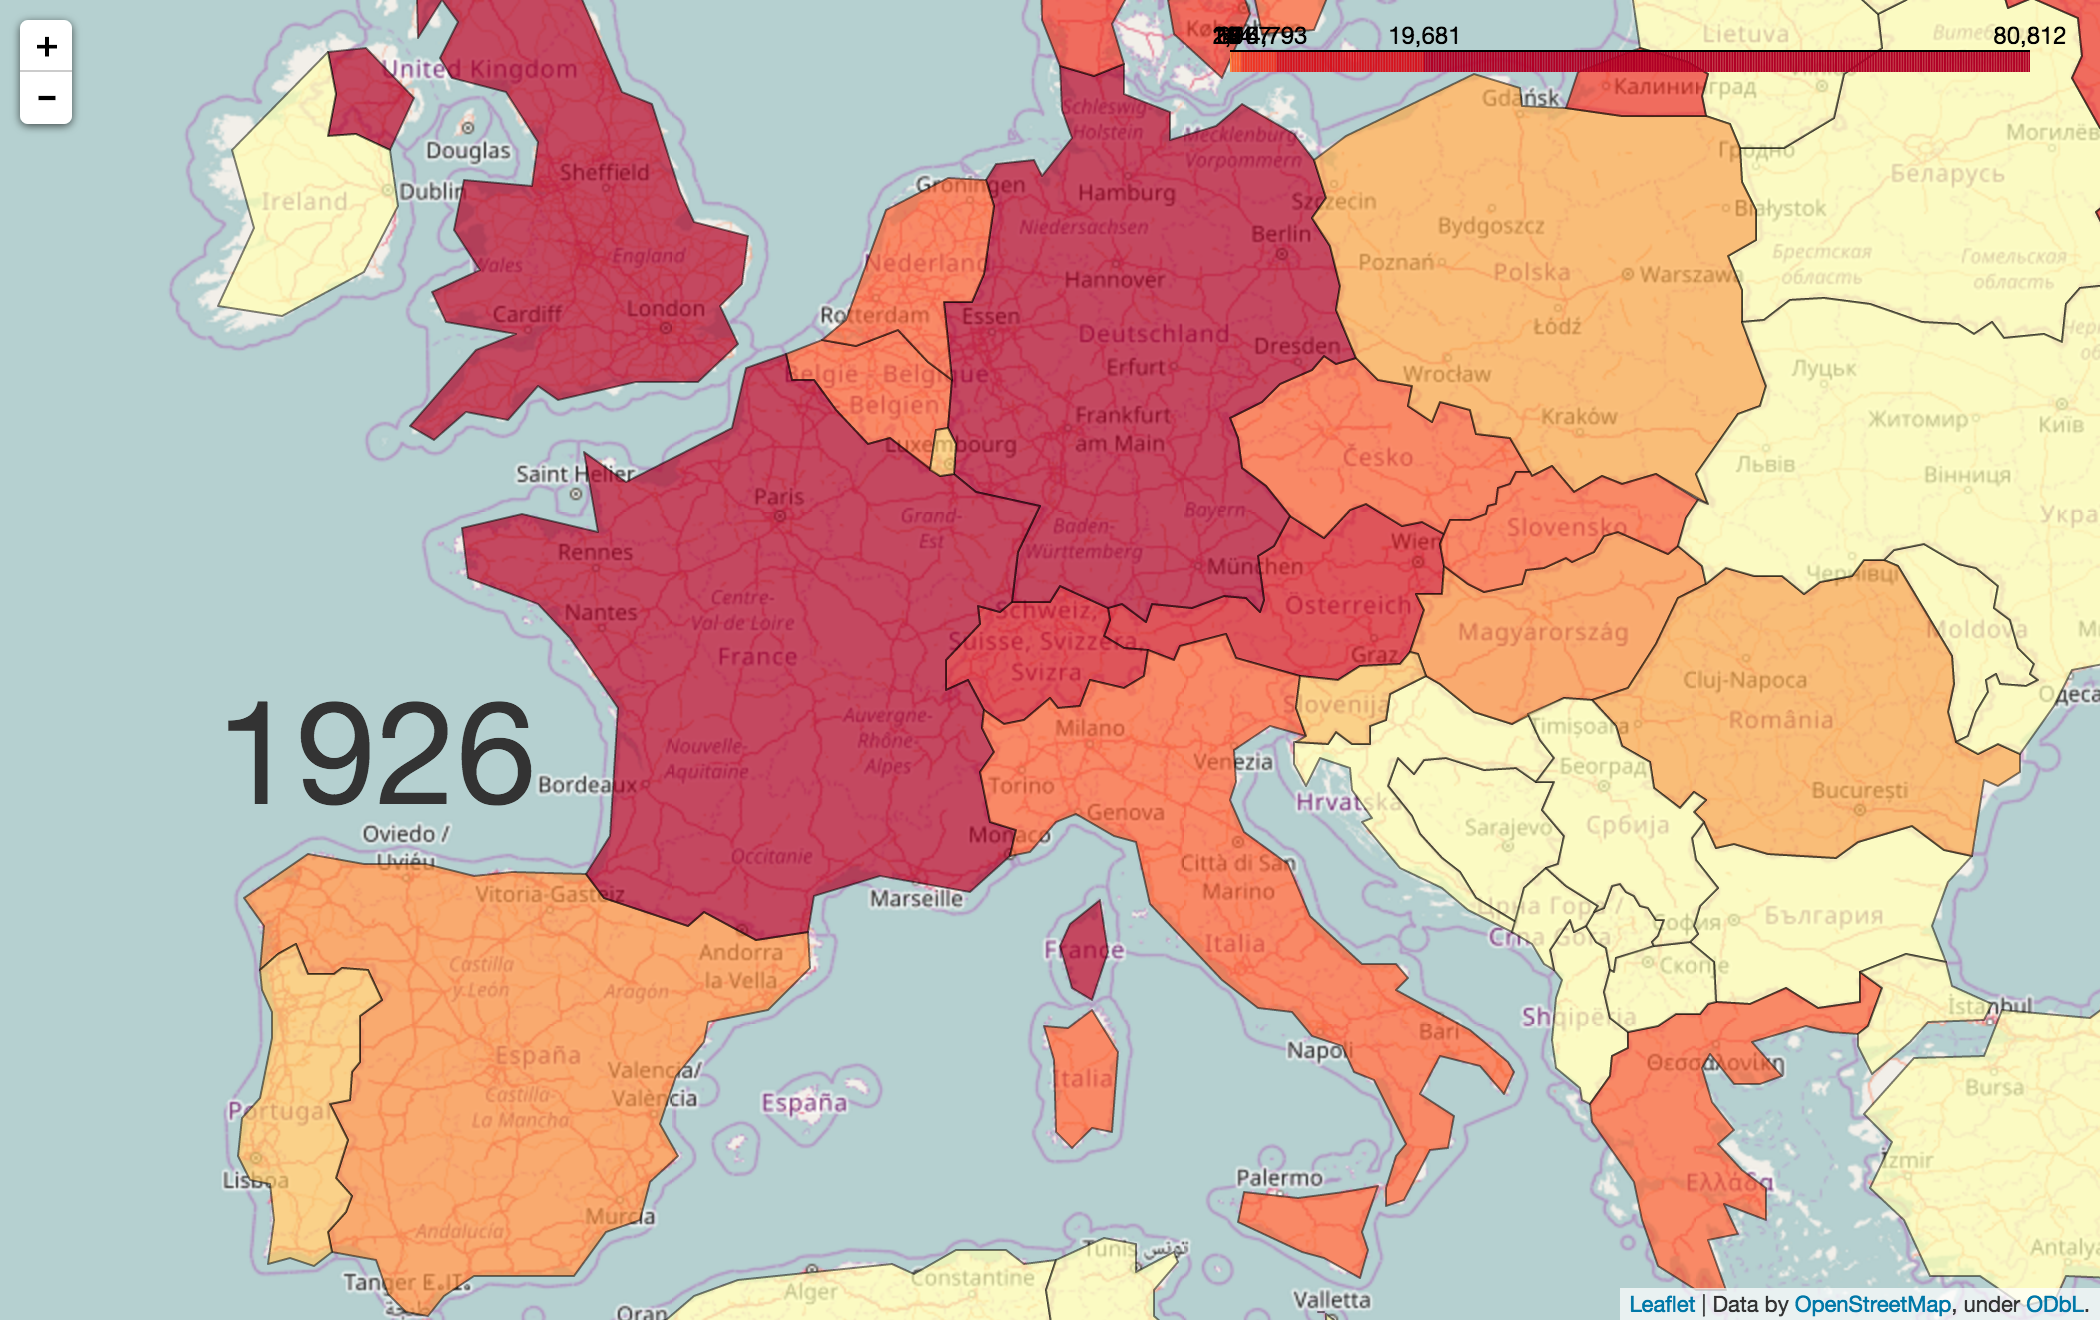 +
−
19,681
80,812
Lietuva
Калининград
Gdańsk
United Kingdom
Douglas
Schleswig-
Holstein
Mecklenburg-
Vorpommern
Могилёв
Гродно
Sheffield
Беларусь
Ireland
Dublin
Groningen
Hamburg
Szczecin
Białystok
Niedersachsen
Bydgoszcz
Berlin
Wales
England
Nederland
Hannover
Poznań
Polska
Warszawa
Брестская
область
Гомельская
область
Cardiff
London
Rotterdam
Essen
Łódź
Deutschland
Dresden
Erfurt
België - Belgique
Belgien
Wrocław
Луцьк
Frankfurt
am Main
Kraków
Житомир
Київ
Luxembourg
Česko
Львів
Вінниця
Saint Helier
Paris
Grand-
Est
Bayern
Baden-
Württemberg
Slovensko
Укра
Rennes
Wien
München
Чернівці
Nantes
Centre-
Val de Loire
Schweiz,
Suisse, Svizzera,
Svizra
Österreich
Graz
Magyarország
Moldova
France
Cluj-Napoca
Одеса
1926
Slovenija
Auvergne-
Rhône-
Alpes
Milano
Timișoara
România
Nouvelle-
Aquitaine
Bordeaux
Torino
Venezia
Београд
București
Hrvatska
Genova
Monaco
Sarajevo
Србија
Oviedo /
Uviéu
Occitanie
Città di San
Marino
Vitoria-Gasteiz
Marseille
Црна Гора /
Crna Gora
София
България
Andorra
la Vella
France
Italia
Castilla
y León
Aragón
Скопје
İstanbul
Shqipëria
Bari
Napoli
Θεσσαλονίκη
España
Valencia/
València
Italia
Bursa
Castilla-
La Mancha
España
Portugal
Lisboa
Palermo
Ελλάδα
İzmir
Murcia
Andalucía
Tunis تونس
Antalya
Tanger
Alger
Constantine
Oran
Valletta
Leaflet | Data by OpenStreetMap, under ODbL.